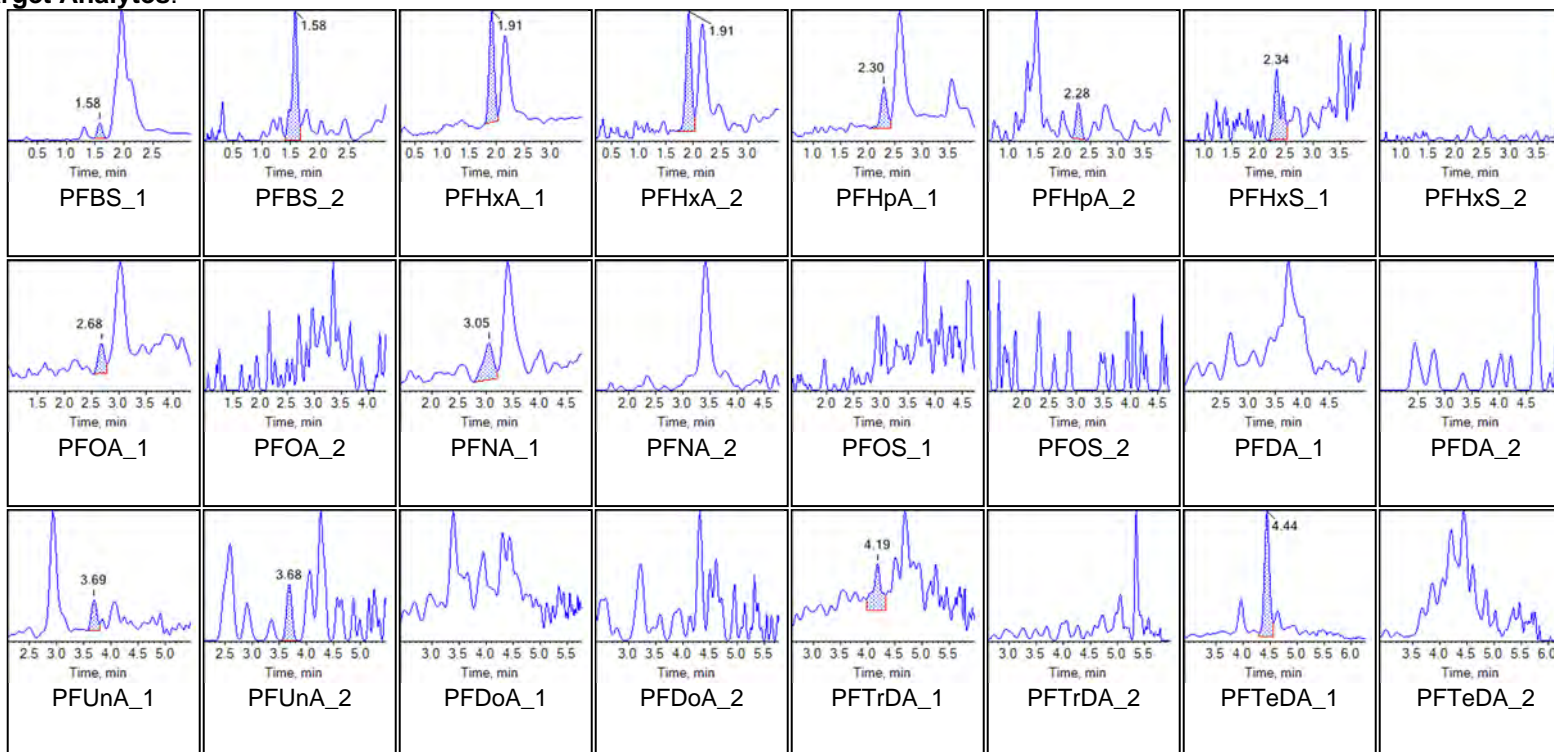 rget Analytes:
1.58
0.5 1.0 1.5 2.0 2.5
Time, min
PFBS_1
1.58
0.5 1.0 1.5 2.0 2.5
Time, min
PFBS_2
1.91
0.5 1.0 1.5 2.0 2.5 3.0
Time, min
PFHxA_1
1.91
0.5 1.0 1.5 2.0 2.5 3.0
Time, min
PFHxA_2
2.30
1.0 1.5 2.0 2.5 3.0 3.5
Time, min
PFHpA_1
2.28
1.0 1.5 2.0 2.5 3.0 3.5
Time, min
PFHpA_2
2.34
1.0 1.5 2.0 2.5 3.0 3.5
Time, min
PFHxS_1
1.0 1.5 2.0 2.5 3.0 3.5
Time, min
PFHxS_2
2.68
1.5 2.0 2.5 3.0 3.5 4.0
Time, min
PFOA_1
1.5 2.0 2.5 3.0 3.5 4.0
Time, min
PFOA_2
3.05
1.5 2.0 2.5 3.0 3.5 4.0 4.5
Time, min
PFNA_1
1.5 2.0 2.5 3.0 3.5 4.0 4.5
Time, min
PFNA_2
2.0 2.5 3.0 3.5 4.0 4.5
Time, min
PFOS_1
2.0 2.5 3.0 3.5 4.0 4.5
Time, min
PFOS_2
2.5 3.0 3.5 4.0 4.5
Time, min
PFDA_1
2.5 3.0 3.5 4.0 4.5
Time, min
PFDA_2
3.69
2.5 3.0 3.5 4.0 4.5 5.0
Time, min
PFUnA_1
3.68
2.5 3.0 3.5 4.0 4.5 5.0
Time, min
PFUnA_2
3.0 3.5 4.0 4.5 5.0 5.5
Time, min
PFDoA_1
3.0 3.5 4.0 4.5 5.0 5.5
Time, min
PFDoA_2
4.19
3.0 3.5 4.0 4.5 5.0 5.5
Time, min
PFTrDA_1
3.0 3.5 4.0 4.5 5.0 5.5
Time, min
PFTrDA_2
4.44
3.5 4.0 4.5 5.0 5.5 6.0
Time, min
PFTeDA_1
3.5 4.0 4.5 5.0 5.5 6.0
Time, min
PFTeDA_2